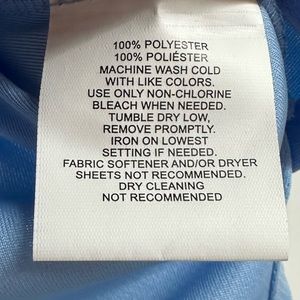 100% POLYESTER
100% POLIÉSTER
MACHINE WASH COLD
WITH LIKE COLORS.
USE ONLY NON-CHLORINE
BLEACH WHEN NEEDED.
TUMBLE DRY LOW,
REMOVE PROMPTLY.
IRON ON LOWEST
SETTING IF NEEDED.
FABRIC SOFTENER AND/OR DRYER
SHEETS NOT RECOMMENDED.
DRY CLEANING
NOT RECOMMENDED